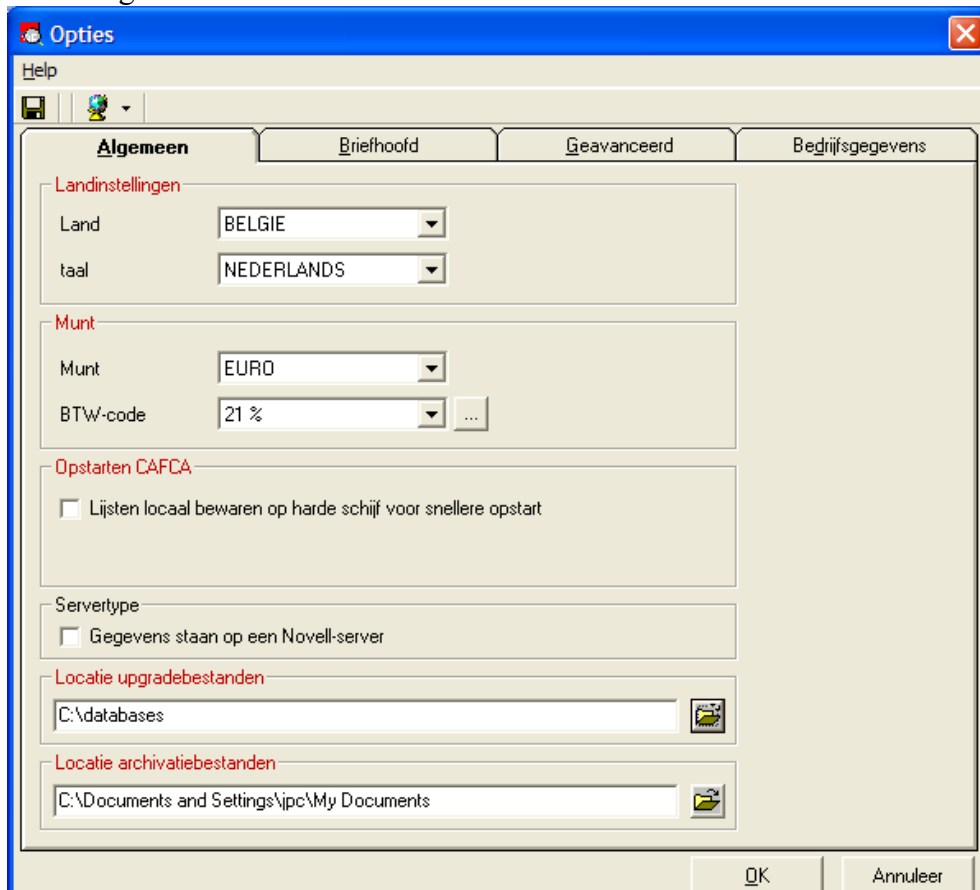 Opties
Help
Algemeen Briefhoofd Geavanceerd Bedrijfsgegevens
Landinstellingen
Land BELGIE
taal NEDERLANDS
Munt
Munt EURO
BTW-code 21 % ...
Opstarten CAFCA
Lijsten locaal bewaren op harde schijf voor snellere opstart
Servertype
Gegevens staan op een Novell-server
Locatie upgradebestanden
C:\databases
Locatie archivatiebestanden
C:\Documents and Settings\jpc\My Documents
OK Annuleer